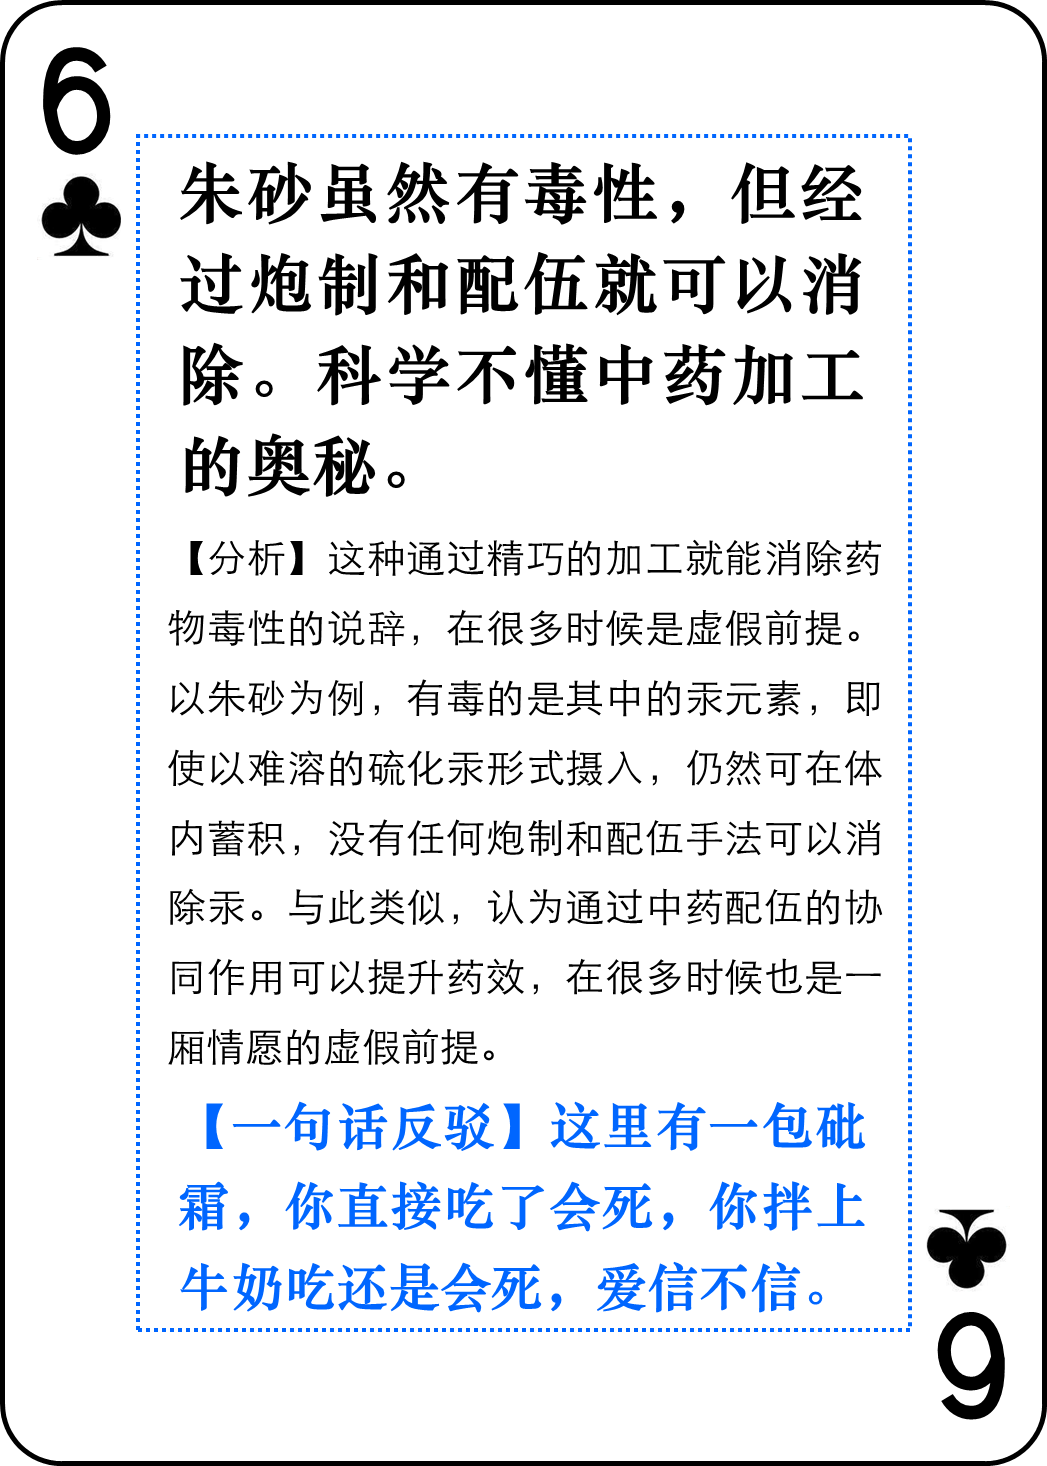 6
朱砂虽然有毒性，但经
过炮制和配伍就可以消
除。科学不懂中药加工
的奥秘。
【分析】这种通过精巧的加工就能消除药
物毒性的说辞，在很多时候是虚假前提。
以朱砂为例，有毒的是其中的汞元素，即
使以难溶的硫化汞形式摄入，仍然可在体
内蓄积，没有任何炮制和配伍手法可以消
除汞。与此类似，认为通过中药配伍的协
同作用可以提升药效，在很多时候也是一
厢情愿的虚假前提。
【一句话反驳】这里有一包砒
霜，你直接吃了会死，你拌上
牛奶吃还是会死，爱信不信。
6